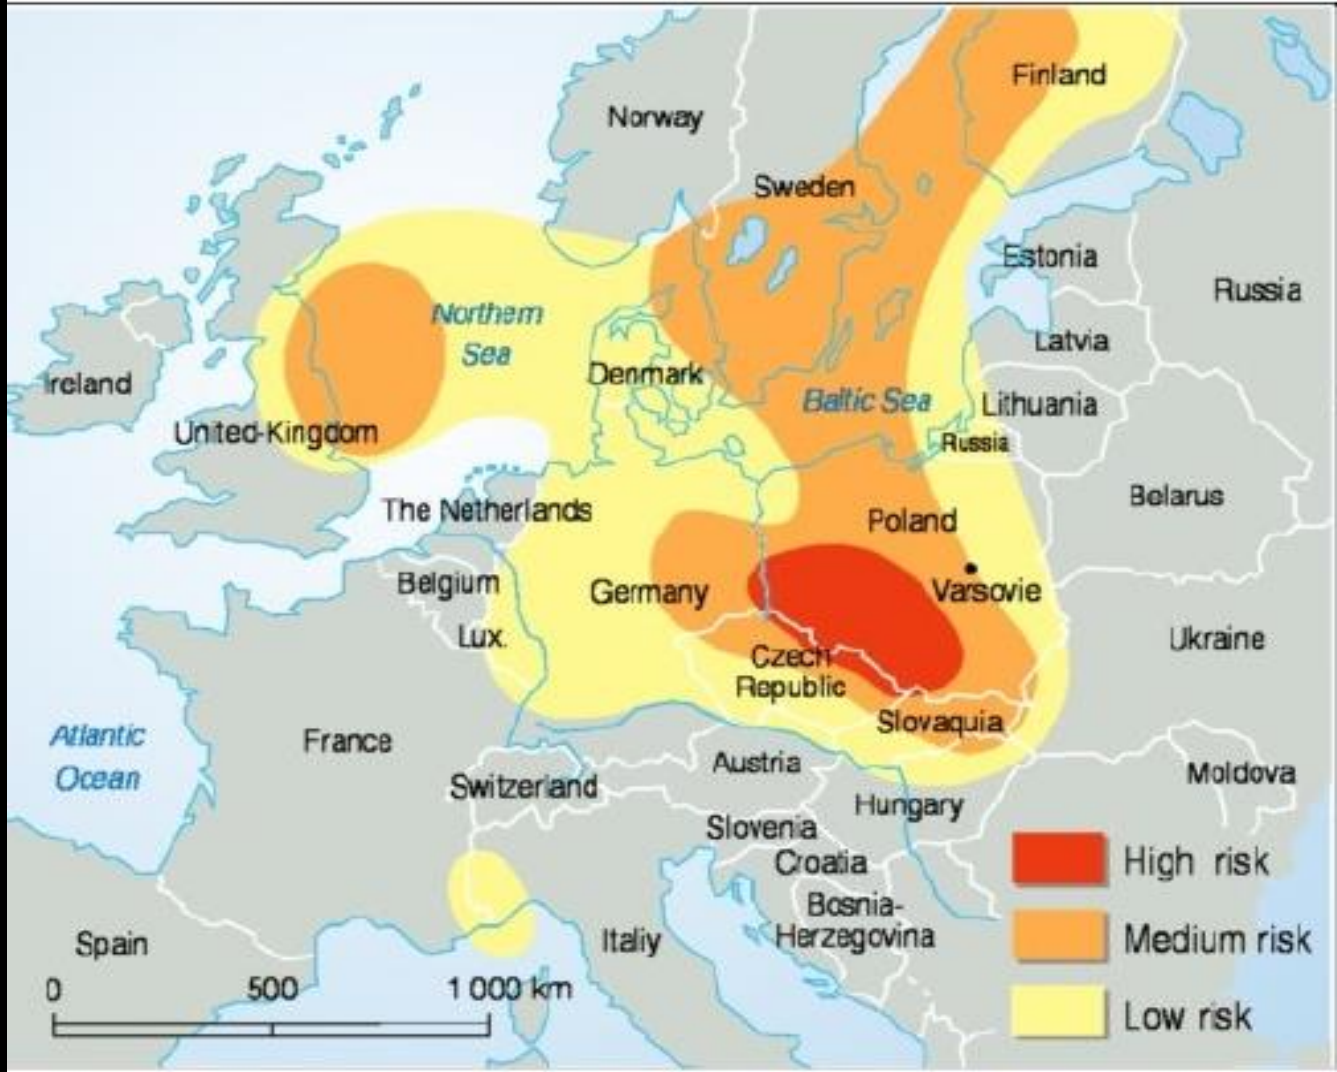 Finland
Norway
Sweden
Estonia
Russia
Northern
Sea
Latvia
Ireland
Denmark
Baltic Sea
Lithuania
United-Kingdom
Russia
Belarus
The Netherlands
Poland
Belgium
Germany
Varsovie
Lux.
Ukraine
Czech
Republic
Slovaquia
Atlantic
Ocean
France
Austria
Switzerland
Moldova
Hungary
Slovenia
Croatia
Bosnia-
Herzegovina
Spain
Italiy
0 500 1 000 km
High risk
Medium risk
Low risk